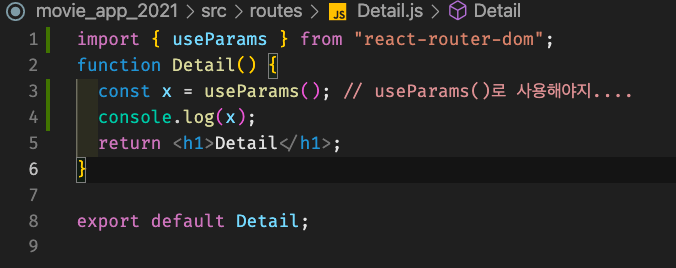 movie_app_2021 > src > routes > JS Detail.js > Detail
1 import { useParams } from "react-router-dom";
2 function Detail() {
3 const x = useParams(); // useParams()로 사용해야지....
4 console.log(x);
5 return <h1>Detail</h1>;
6 }
7
8 export default Detail;
9